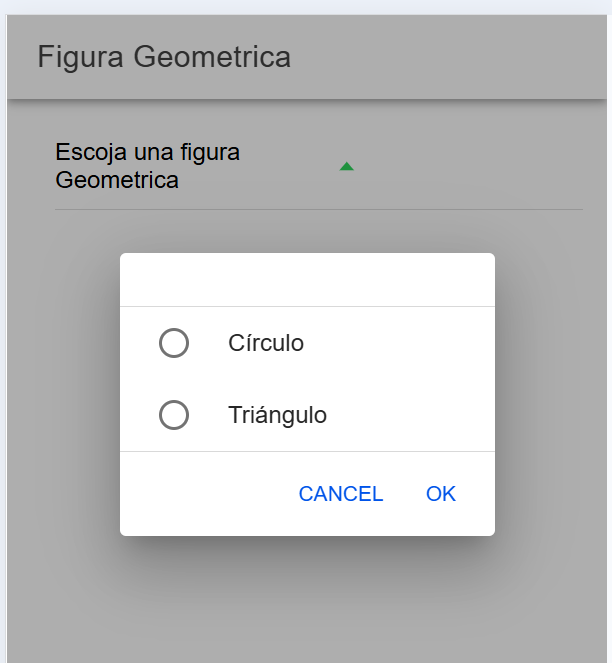 Figura Geometrica
Escoja una figura
Geometrica
Círculo
Triángulo
CANCEL OK